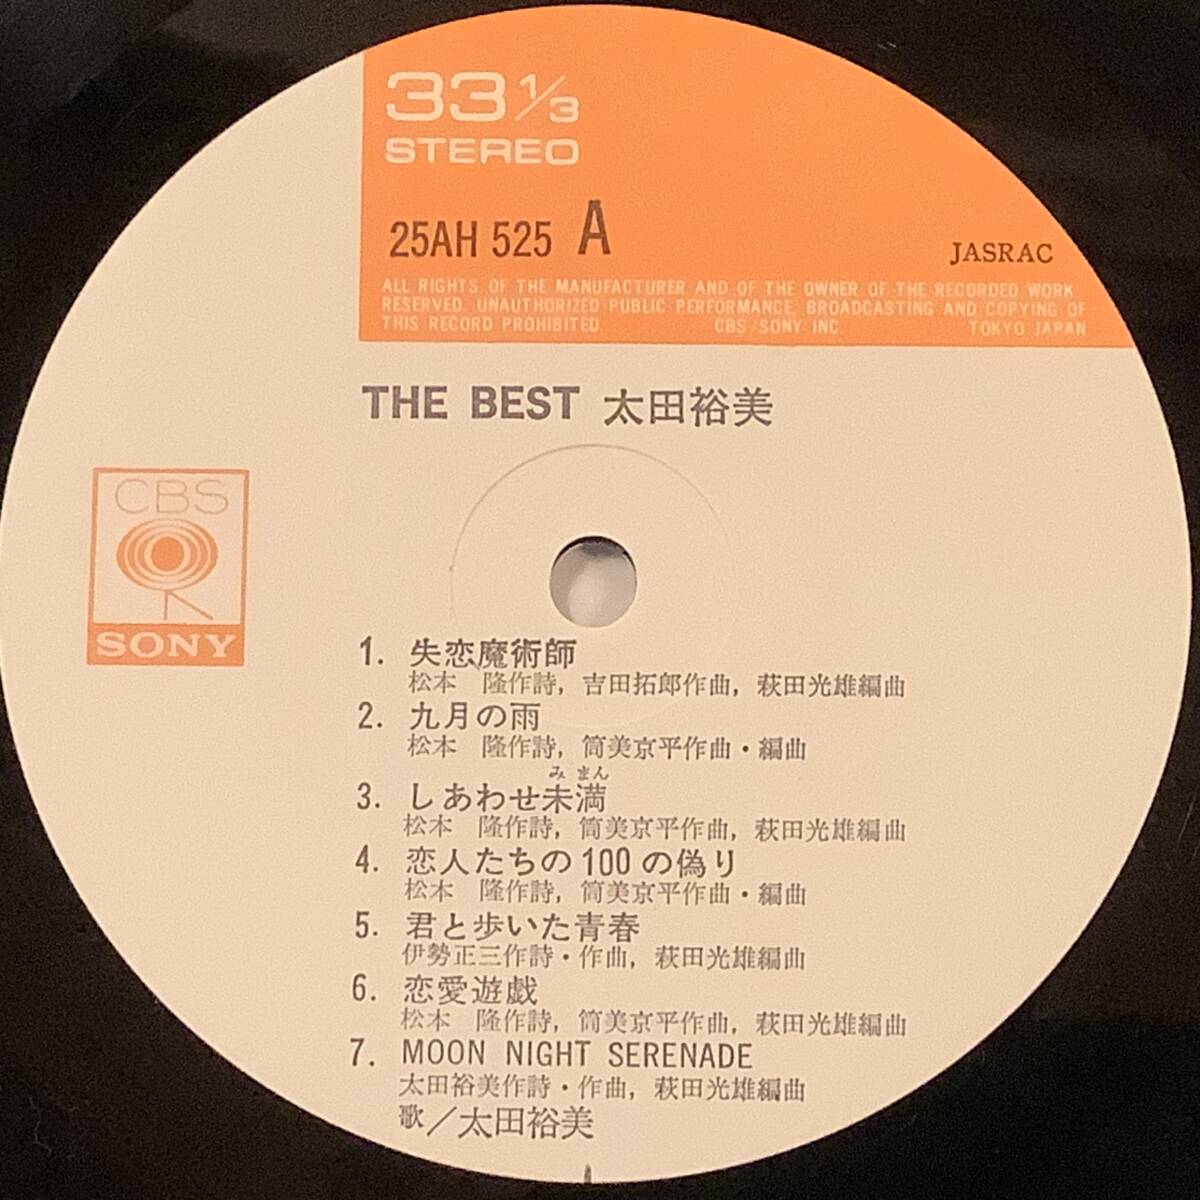 33 1/3
STEREO
25AH 525 A
JASRAC
ALL RIGHTS OF THE MANUFACTURER AND OF THE OWNER OF THE RECORDED WORK
RESERVED. UNAUTHORIZED PUBLIC PERFORMANCE, BROADCASTING AND COPYING OF
THIS RECORD PROHIBITED. CBS/SONY INC. TOKYO JAPAN.
THE BEST 太田裕美
CBS
SONY
1. 失恋魔術師
松本 隆作詩, 吉田拓郎作曲, 萩田光雄編曲
2. 九月の雨
松本 隆作詩, 筒美京平作曲・編曲
みまん
3. しあわせ未満
松本 隆作詩, 筒美京平作曲, 萩田光雄編曲
4. 恋人たちの100の偽り
松本 隆作詩, 筒美京平作曲・編曲
5. 君と歩いた青春
伊勢正三作詩・作曲, 萩田光雄編曲
6. 恋愛遊戯
松本 隆作詩, 筒美京平作曲, 萩田光雄編曲
7. MOON NIGHT SERENADE
太田裕美作詩・作曲, 萩田光雄編曲
歌／太田裕美